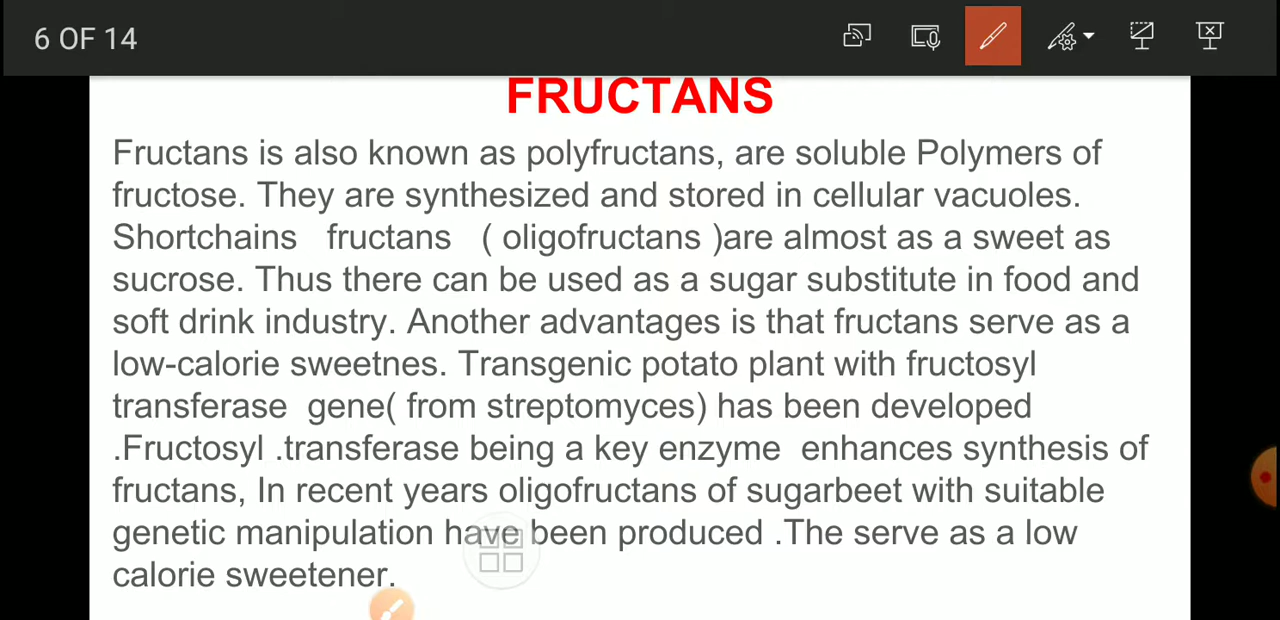 6 OF 14
FRUCTANS
Fructans is also known as polyfructans, are soluble Polymers of
fructose. They are synthesized and stored in cellular vacuoles.
Shortchains fructans ( oligofructans )are almost as a sweet as
sucrose. Thus there can be used as a sugar substitute in food and
soft drink industry. Another advantages is that fructans serve as a
low-calorie sweetnes. Transgenic potato plant with fructosyl
transferase gene( from streptomyces) has been developed
.Fructosyl .transferase being a key enzyme enhances synthesis of
fructans, In recent years oligofructans of sugarbeet with suitable
genetic manipulation have been produced .The serve as a low
calorie sweetener.